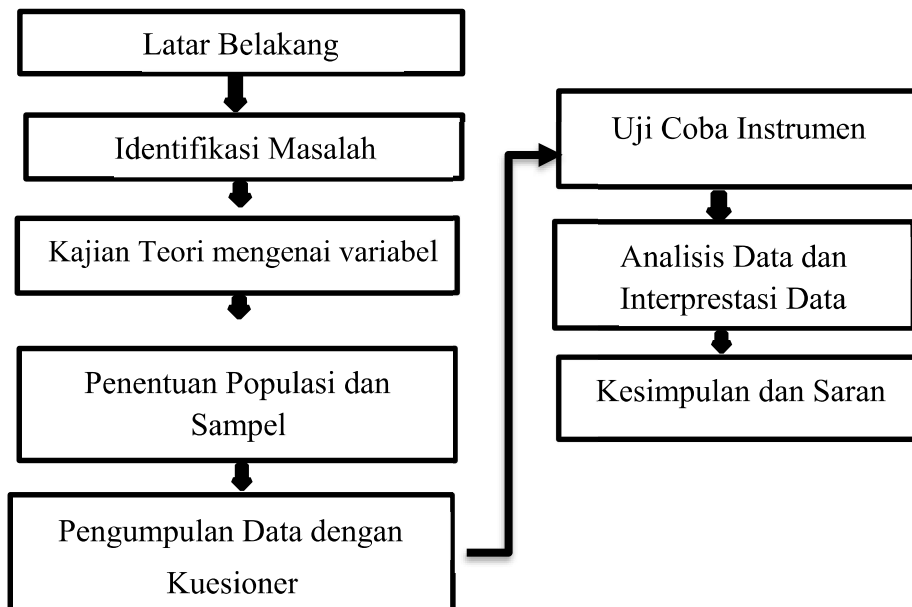 Latar Belakang
Identifikasi Masalah
Kajian Teori mengenai variabel
Penentuan Populasi dan
Sampel
Pengumpulan Data dengan
Kuesioner
Uji Coba Instrumen
Analisis Data dan
Interprestasi Data
Kesimpulan dan Saran